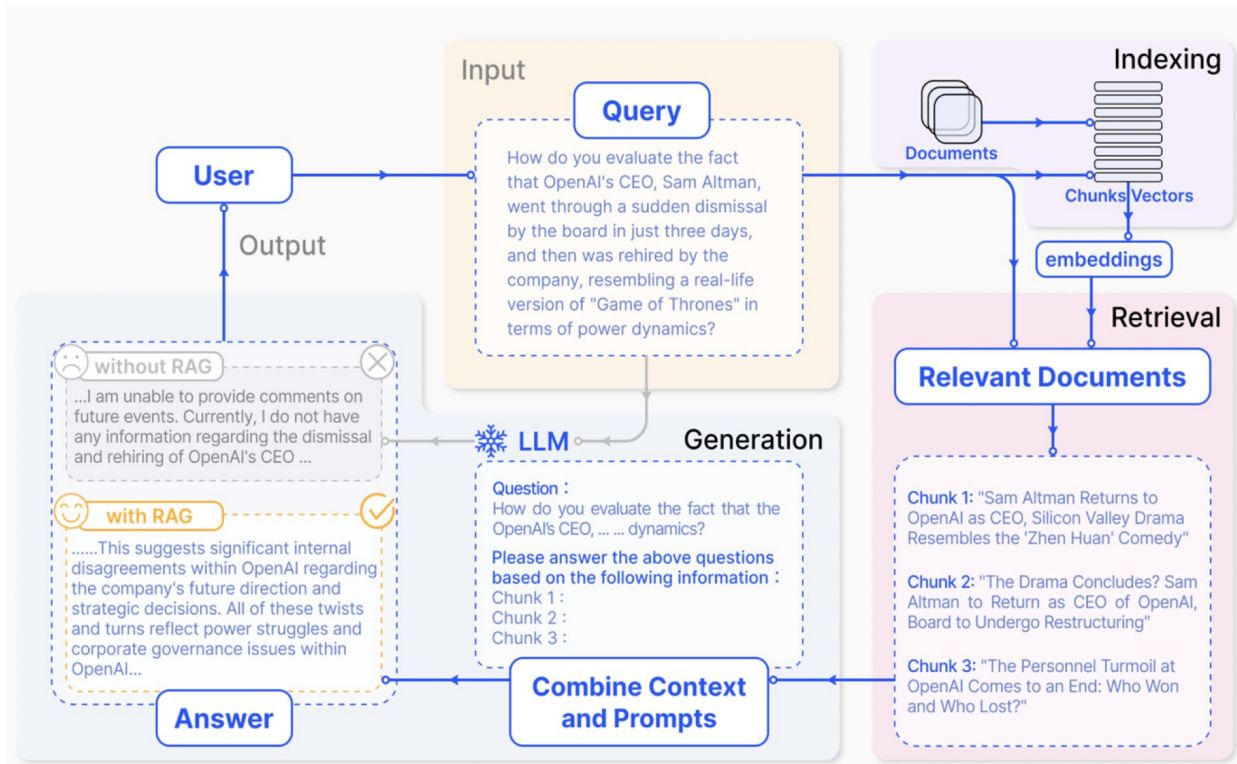 Input
Query
How do you evaluate the fact
that OpenAI's CEO, Sam Altman,
went through a sudden dismissal
by the board in just three days,
and then was rehired by the
company, resembling a real-life
version of "Game of Thrones" in
terms of power dynamics?
Indexing
Documents
Chunks Vectors
embeddings
User
Output
Retrieval
Relevant Documents
Chunk 1: "Sam Altman Returns to
OpenAI as CEO, Silicon Valley Drama
Resembles the 'Zhen Huan' Comedy"
Chunk 2: "The Drama Concludes? Sam
Altman to Return as CEO of OpenAI,
Board to Undergo Restructuring"
Chunk 3: "The Personnel Turmoil at
OpenAI Comes to an End: Who Won
and Who Lost?"
LLM
Generation
Question :
How do you evaluate the fact that the
OpenAI's CEO, ... ... dynamics?
Please answer the above questions
based on the following information :
Chunk 1 :
Chunk 2 :
Chunk 3 :
Combine Context
and Prompts
without RAG
...I am unable to provide comments on
future events. Currently, I do not have
any information regarding the dismissal
and rehiring of OpenAI's CEO ...
with RAG
......This suggests significant internal
disagreements within OpenAI regarding
the company's future direction and
strategic decisions. All of these twists
and turns reflect power struggles and
corporate governance issues within
OpenAI...
Answer